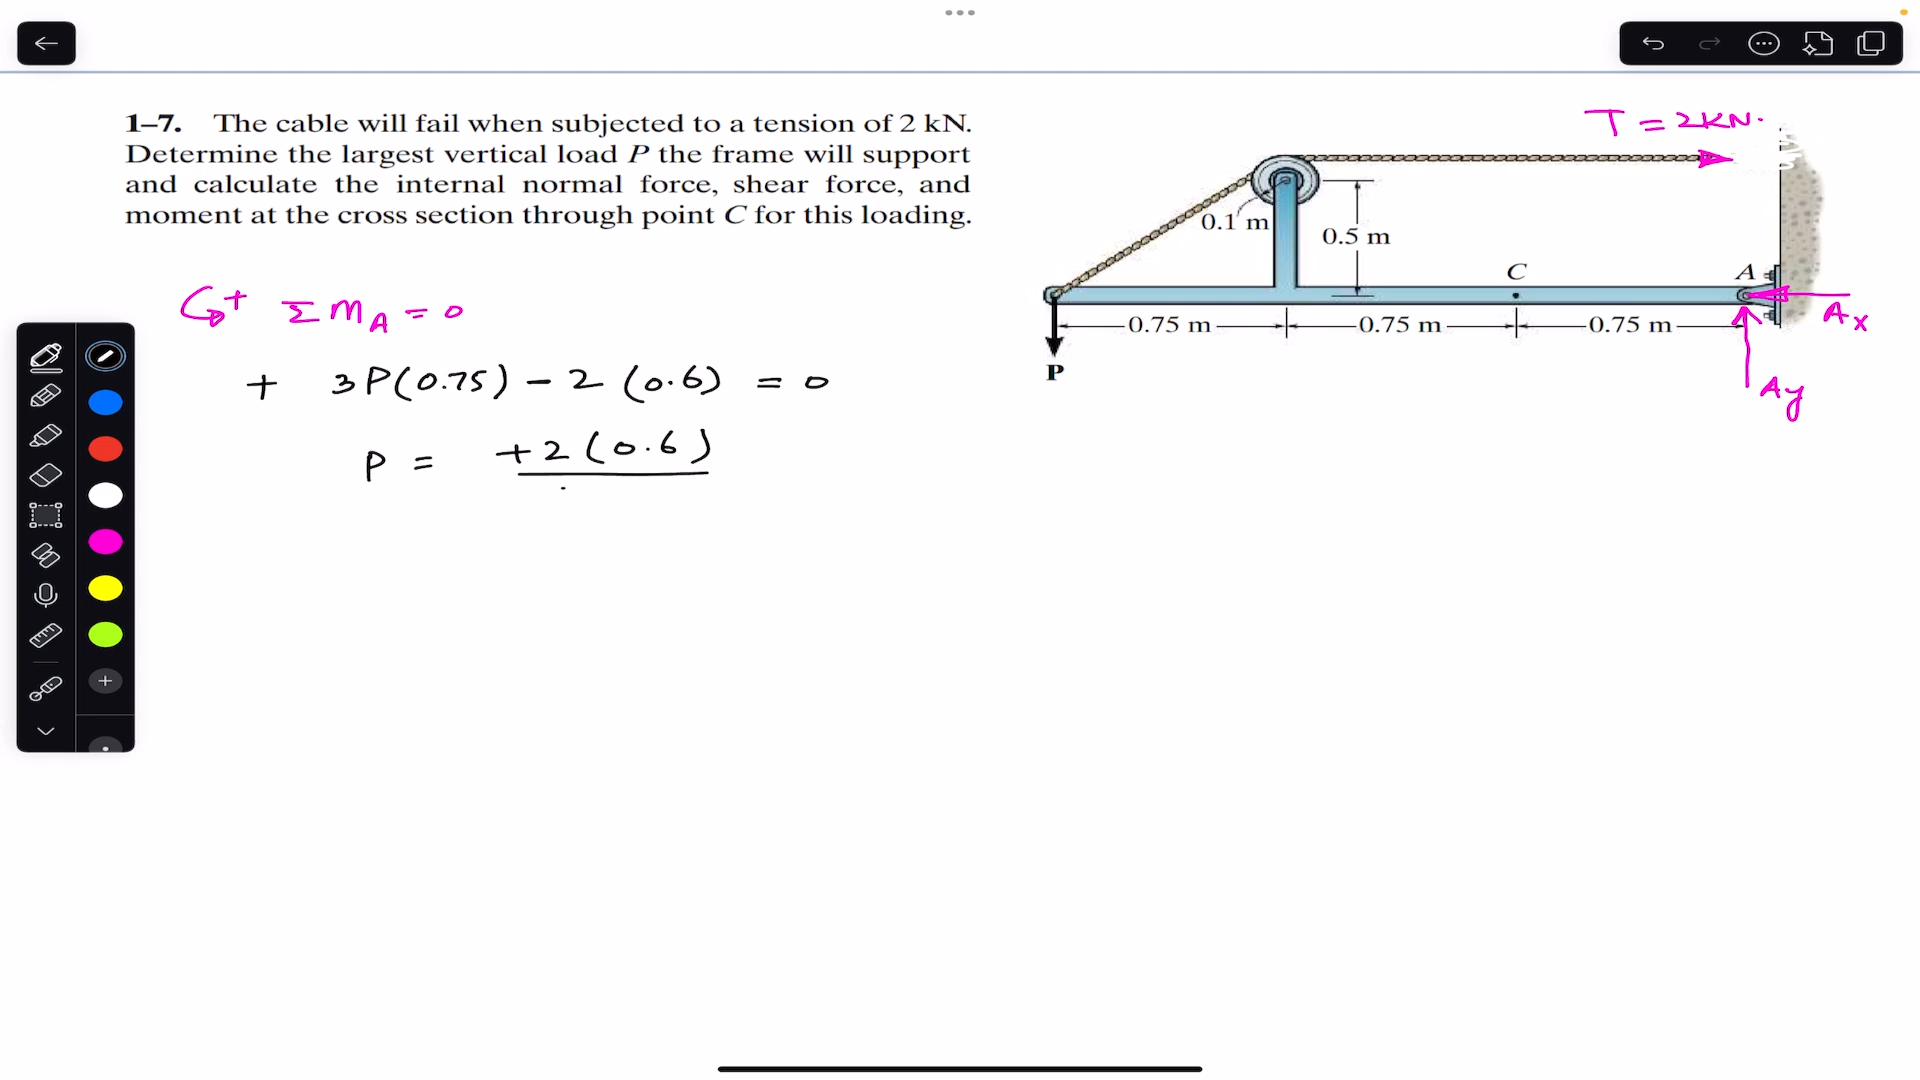 1–7. The cable will fail when subjected to a tension of 2 kN.
Determine the largest vertical load P the frame will support
and calculate the internal normal force, shear force, and
moment at the cross section through point C for this loading.
T = 2KN.
0.1 m
0.5 m
C
A
0.75 m
0.75 m
0.75 m
Ax
P
Ay
+ ΣMA = 0
+ 3P(0.75) – 2 (0.6) = 0
P = +2 (0.6)